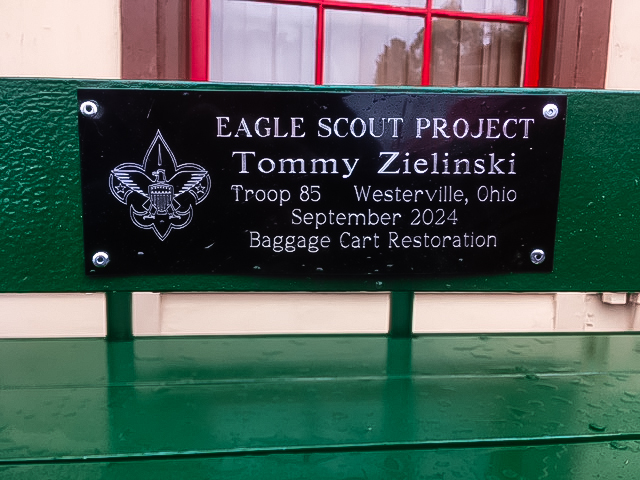 EAGLE SCOUT PROJECT
Tommy Zielinski
Troop 85 Westerville, Ohio
September 2024
Baggage Cart Restoration